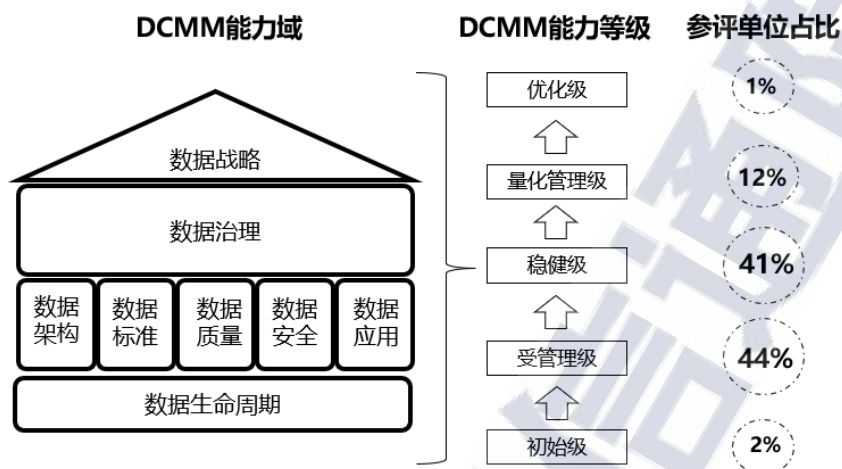 DCMM能力域
DCMM能力等级
参评单位占比
数据战略
数据治理
数据
架构
数据
标准
数据
质量
数据
安全
数据
应用
数据生命周期
优化级
1%
量化管理级
12%
稳健级
41%
受管理级
44%
初始级
2%